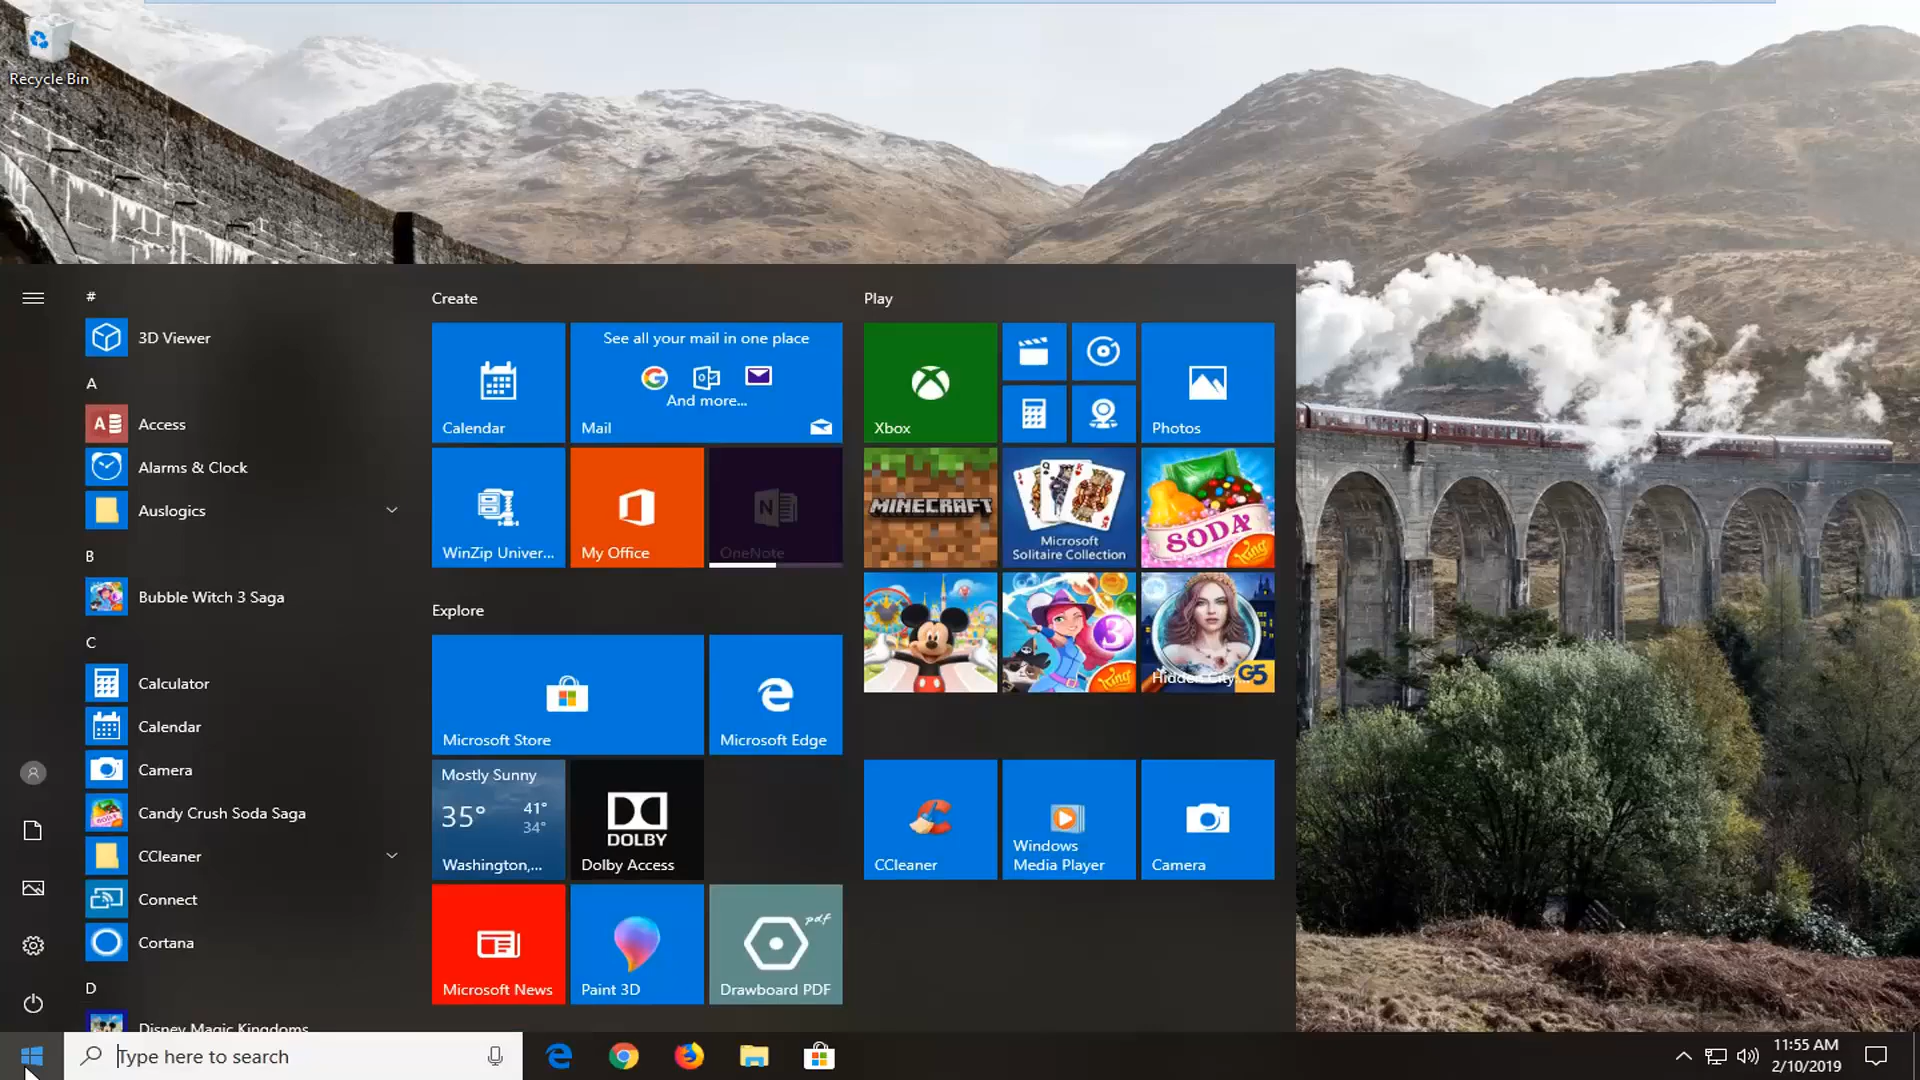 Recycle Bin
#
3D Viewer
A
Access
Alarms & Clock
Auslogics
B
Bubble Witch 3 Saga
C
Calculator
Calendar
Camera
Candy Crush Soda Saga
CCleaner
Connect
Cortana
D
Disney Magic Kingdoms
Create
Calendar
See all your mail in one place
And more...
Mail
WinZip Univer...
My Office
OneNote
Explore
Microsoft Store
Microsoft Edge
Mostly Sunny
35° 41°
34°
Washington,...
DOLBY
Dolby Access
Microsoft News
Paint 3D
pdf
Drawboard PDF
Play
Xbox
Photos
MINECRAFT
Microsoft
Solitaire Collection
SODA
King
3
King
Hidden City...
G5
CCleaner
Windows
Media Player
Camera
Type here to search
11:55 AM
2/10/2019